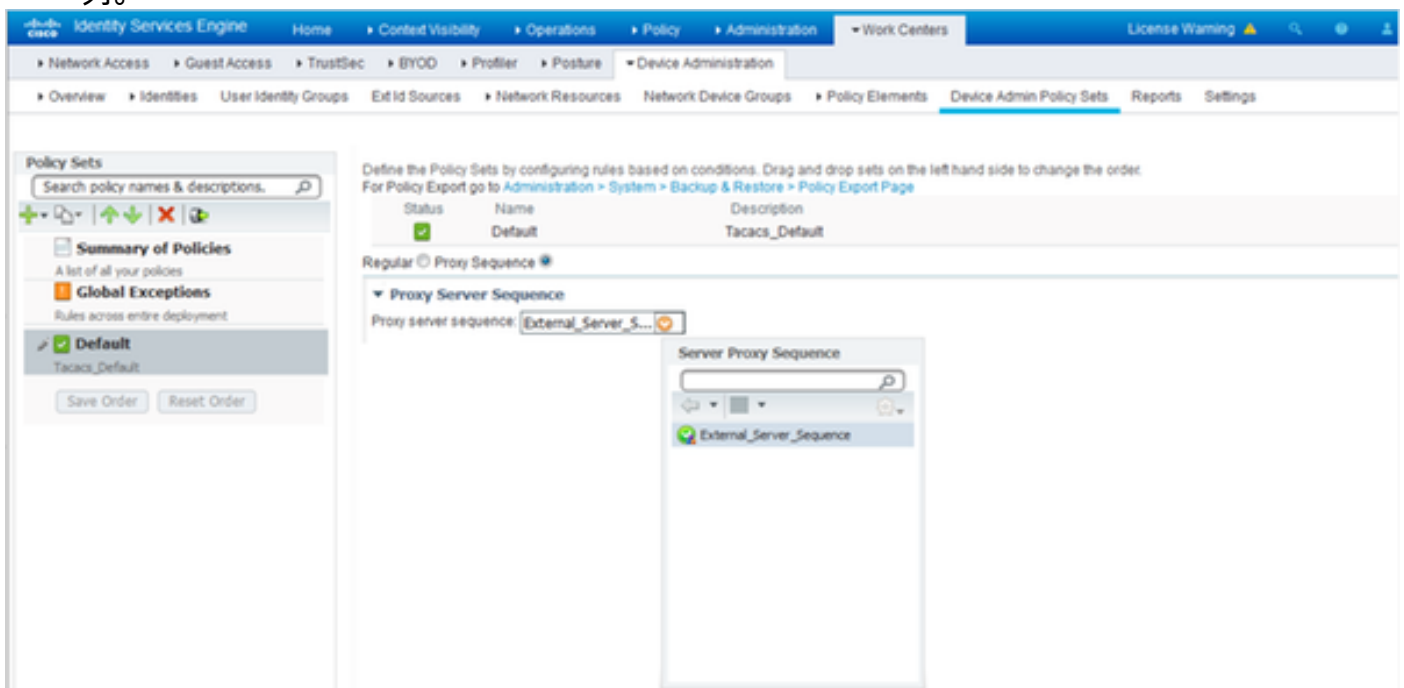 列。
cisco Identity Services Engine Home Context Visibility Operations Policy Administration Work Centers License Warning
Network Access Guest Access TrustSec BYOD Profiler Posture Device Administration
Overview Identities User Identity Groups Ext Id Sources Network Resources Network Device Groups Policy Elements Device Admin Policy Sets Reports Settings
Policy Sets
Search policy names & descriptions.
Summary of Policies
A list of all your policies
Global Exceptions
Rules across entire deployment
Default
Tacacs_Default
Save Order Reset Order
Define the Policy Sets by configuring rules based on conditions. Drag and drop sets on the left hand side to change the order.
For Policy Export go to Administration > System > Backup & Restore > Policy Export Page
Status Name Description
Default Tacacs_Default
Regular Proxy Sequence
Proxy Server Sequence
Proxy server sequence: External_Server_S...
Server Proxy Sequence
External_Server_Sequence